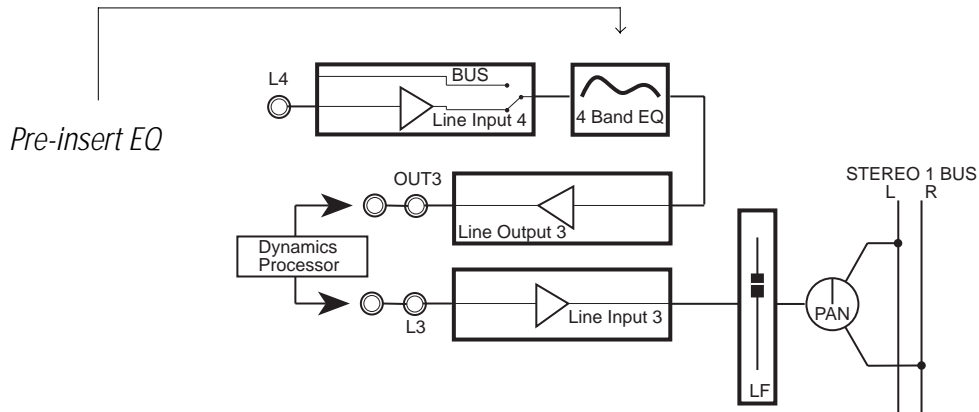 Pre-insert EQ
L4
BUS
Line Input 4
4 Band EQ
OUT3
Line Output 3
Dynamics
Processor
L3
Line Input 3
LF
PAN
STEREO 1 BUS
L R